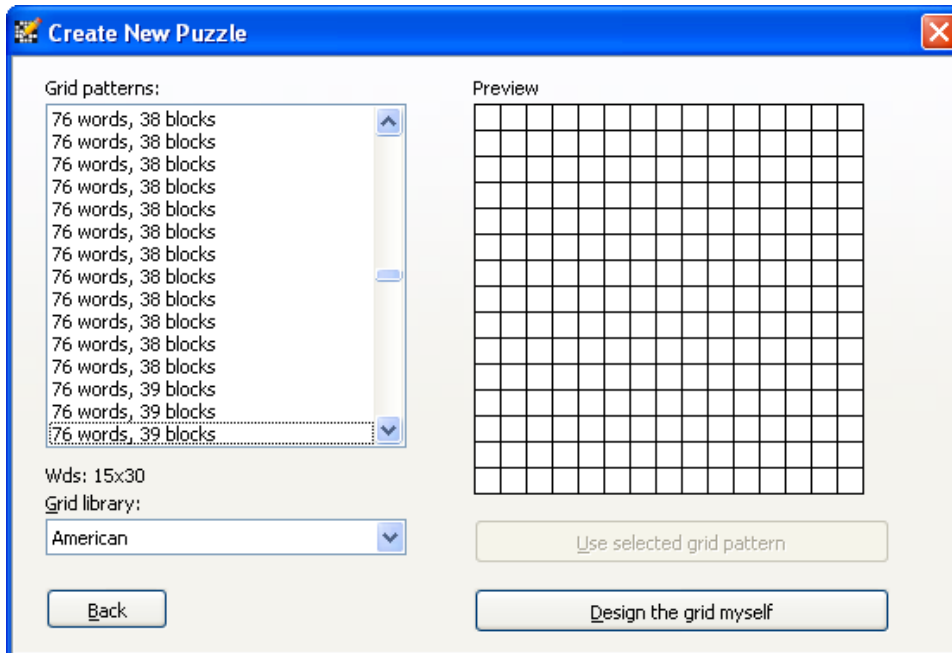 Create New Puzzle
Grid patterns:
76 words, 38 blocks
76 words, 38 blocks
76 words, 38 blocks
76 words, 38 blocks
76 words, 38 blocks
76 words, 38 blocks
76 words, 38 blocks
76 words, 38 blocks
76 words, 38 blocks
76 words, 38 blocks
76 words, 38 blocks
76 words, 38 blocks
76 words, 39 blocks
76 words, 39 blocks
76 words, 39 blocks
Wds: 15x30
Grid library:
American
Back
Preview
Use selected grid pattern
Design the grid myself